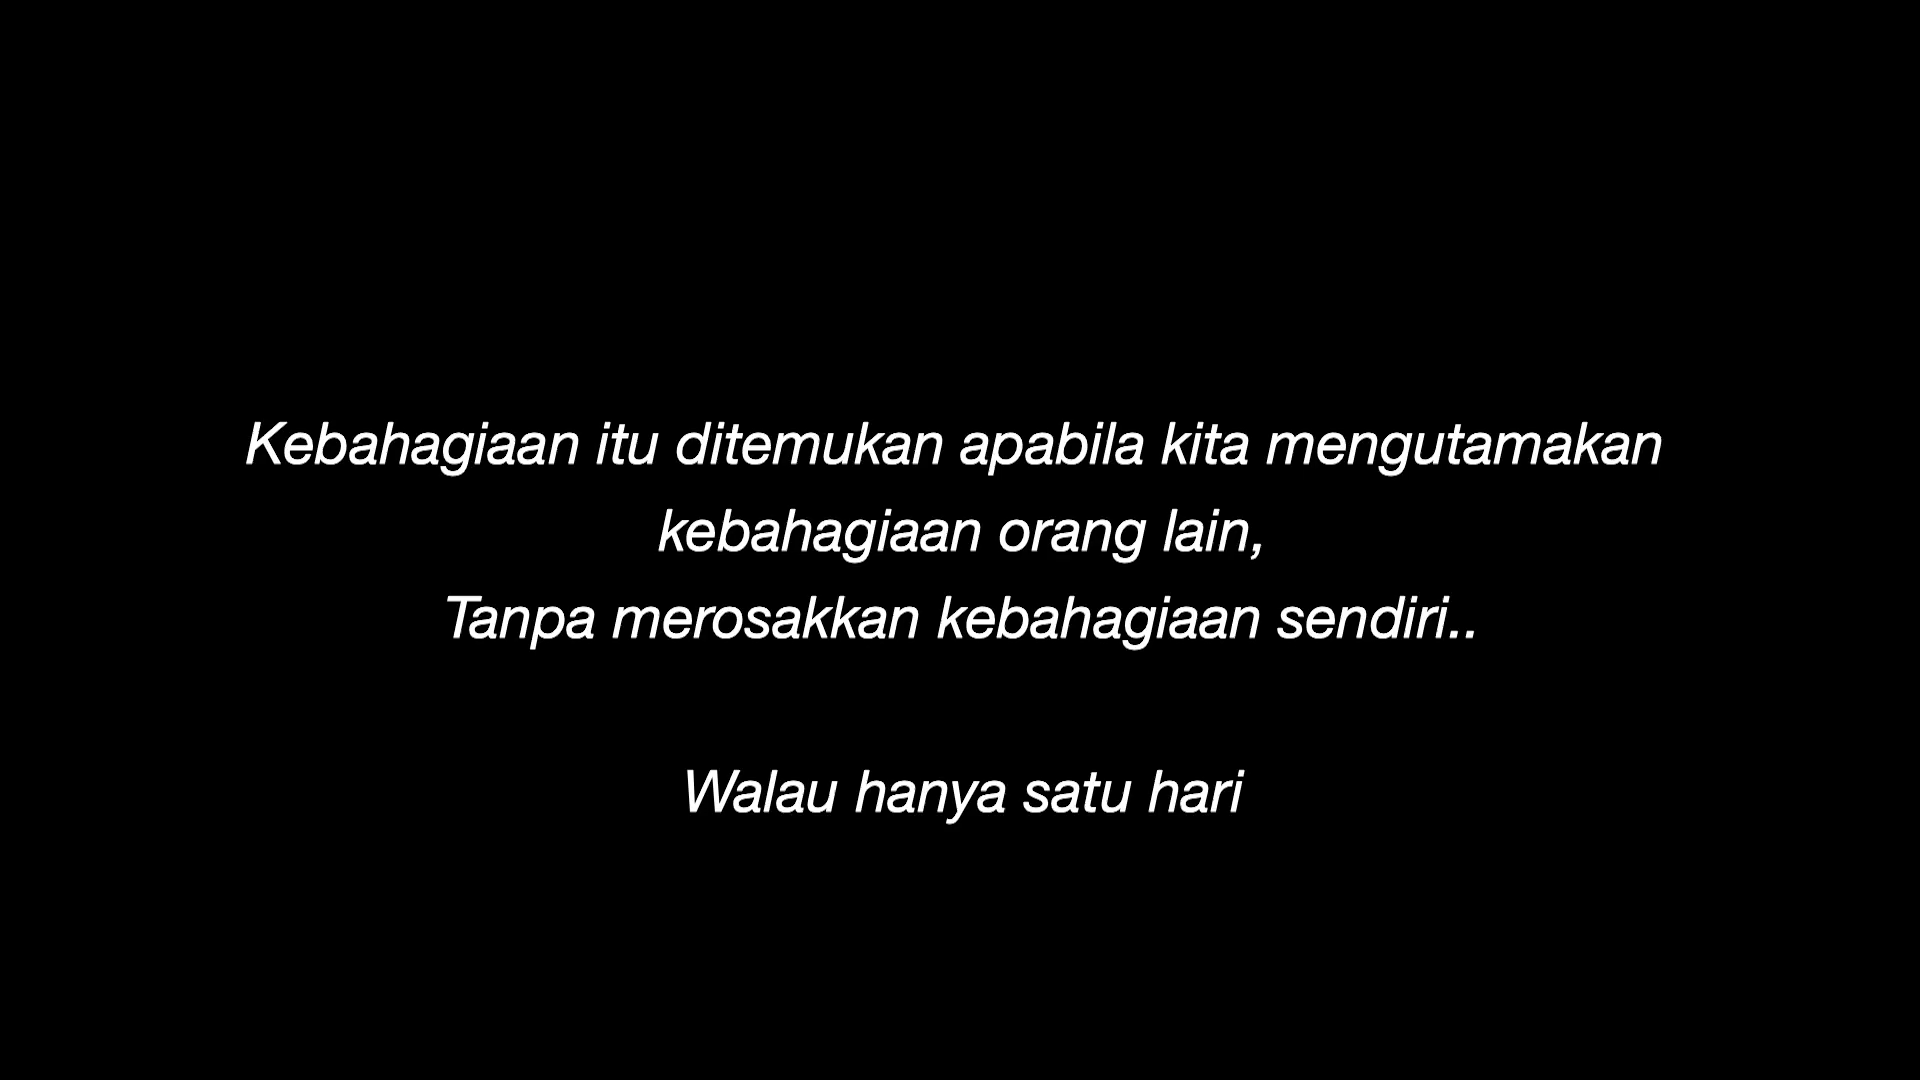 Kebahagiaan itu ditemukan apabila kita mengutamakan
kebahagiaan orang lain,
Tanpa merosakkan kebahagiaan sendiri..
Walau hanya satu hari